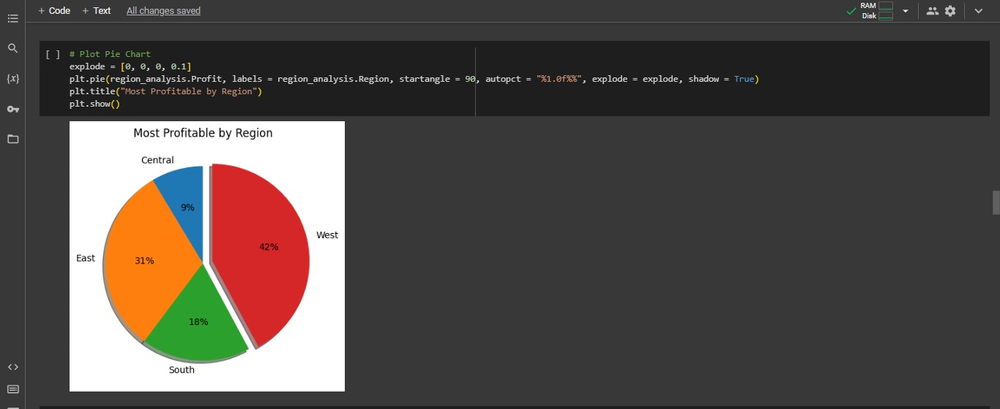 + Code + Text All changes saved
RAM
Disk
{x}
[ ] # Plot Pie Chart
explode = [0, 0, 0, 0.1]
plt.pie(region_analysis.Profit, labels = region_analysis.Region, startangle = 90, autopct = "%1.0f%%", explode = explode, shadow = True)
plt.title("Most Profitable by Region")
plt.show()
Most Profitable by Region
Central
9%
West
42%
East
31%
18%
South